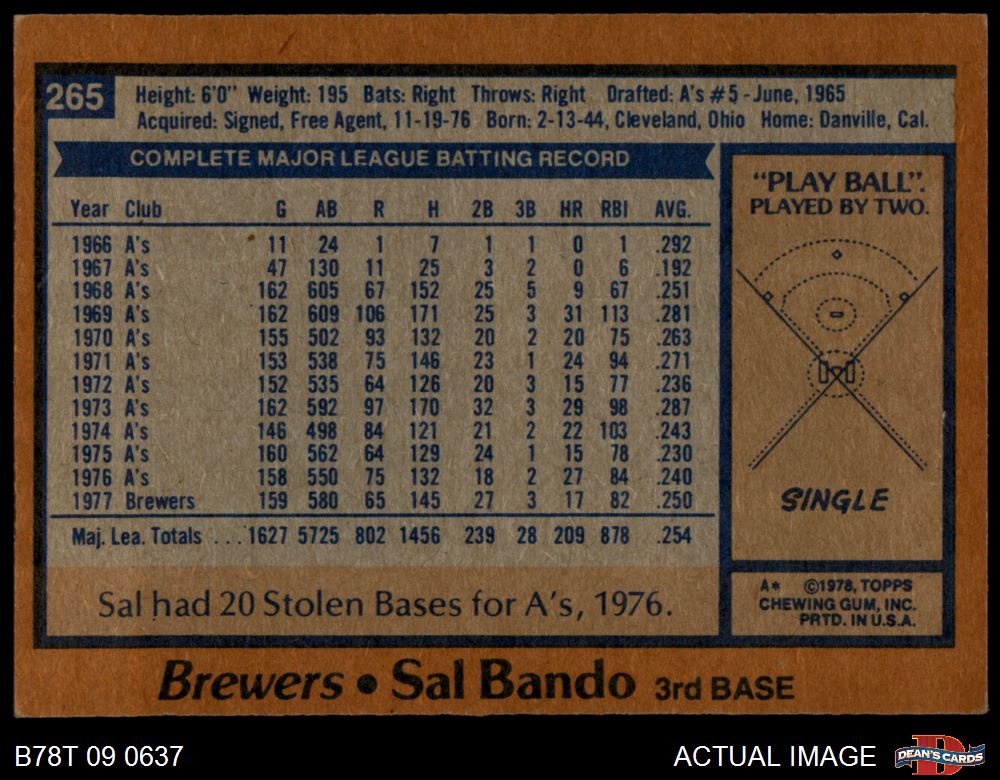 265
Height: 6'0" Weight: 195 Bats: Right Throws: Right Drafted: A's #5 - June, 1965
Acquired: Signed, Free Agent, 11-19-76 Born: 2-13-44, Cleveland, Ohio Home: Danville, Cal.
COMPLETE MAJOR LEAGUE BATTING RECORD
Year Club G AB R H 2B 3B HR RBI AVG.
1966 A's 11 24 1 7 1 1 0 1 .292
1967 A's 47 130 11 25 3 2 0 6 .192
1968 A's 162 605 67 152 25 5 9 67 .251
1969 A's 162 609 106 171 25 3 31 113 .281
1970 A's 155 502 93 132 20 2 20 75 .263
1971 A's 153 538 75 146 23 1 24 94 .271
1972 A's 152 535 64 126 20 3 15 77 .236
1973 A's 162 592 97 170 32 3 29 98 .287
1974 A's 146 498 84 121 21 2 22 103 .243
1975 A's 160 562 64 129 24 1 15 78 .230
1976 A's 158 550 75 132 18 2 27 84 .240
1977 Brewers 159 580 65 145 27 3 17 82 .250
Maj. Lea. Totals ... 1627 5725 802 1456 239 28 209 878 .254
Sal had 20 Stolen Bases for A's, 1976.
"PLAY BALL".
PLAYED BY TWO.
SINGLE
A* ©1978, TOPPS
CHEWING GUM, INC.
PRTD. IN U.S.A.
Brewers • Sal Bando 3rd BASE
B78T 09 0637
ACTUAL IMAGE
DEAN'S CARDS